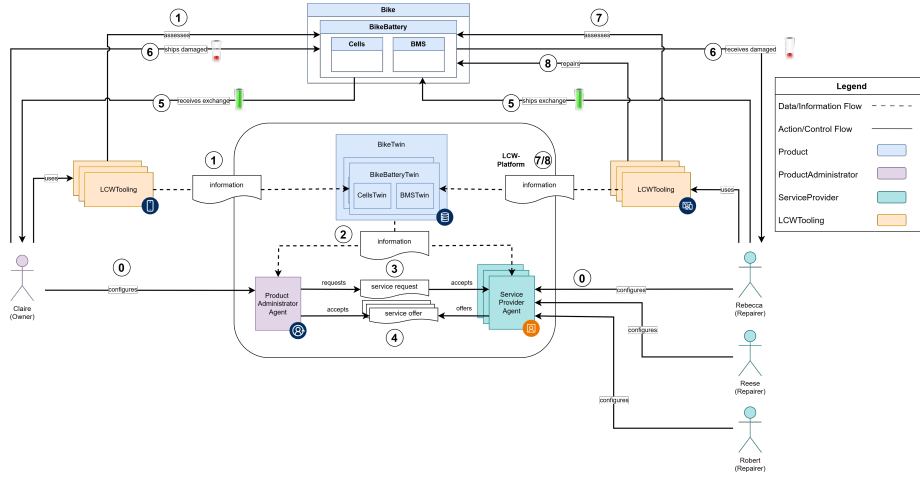 Bike
BikeBattery
Cells
BMS
1
assesses
7
assesses
6
ships damaged
6
receives damaged
8
repairs
5
receives exchange
5
ships exchange
Legend
Data/Information Flow
Action/Control Flow
Product
ProductAdministrator
ServiceProvider
LCWTooling
LCWTooling
uses
1
information
BikeTwin
BikeBatteryTwin
CellsTwin
BMSTwin
LCW-
Platform
7/8
information
LCWTooling
uses
2
information
0
configures
3
requests
service request
accepts
0
configures
Claire
(Owner)
Product
Administrator
Agent
accepts
service offer
offers
4
Service
Provider
Agent
Rebecca
(Repairer)
configures
Reese
(Repairer)
configures
Robert
(Repairer)